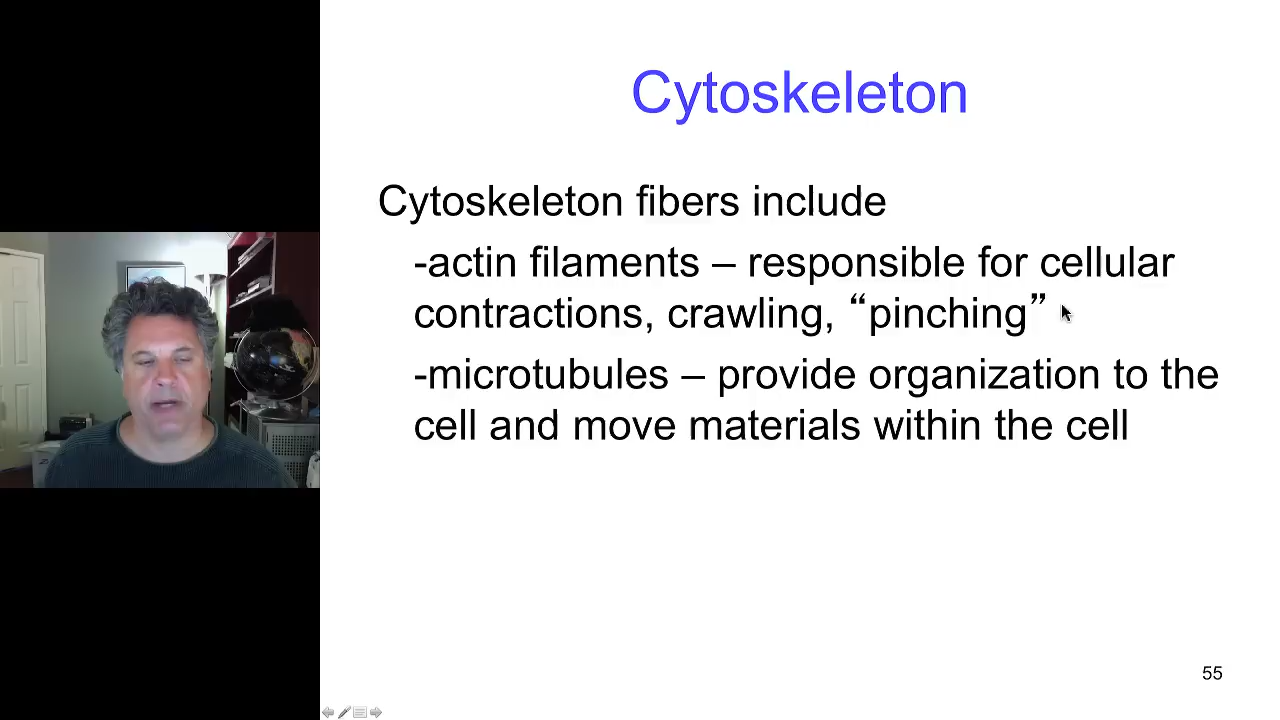 Cytoskeleton
Cytoskeleton fibers include
-actin filaments – responsible for cellular
contractions, crawling, “pinching”
-microtubules – provide organization to the
cell and move materials within the cell
55